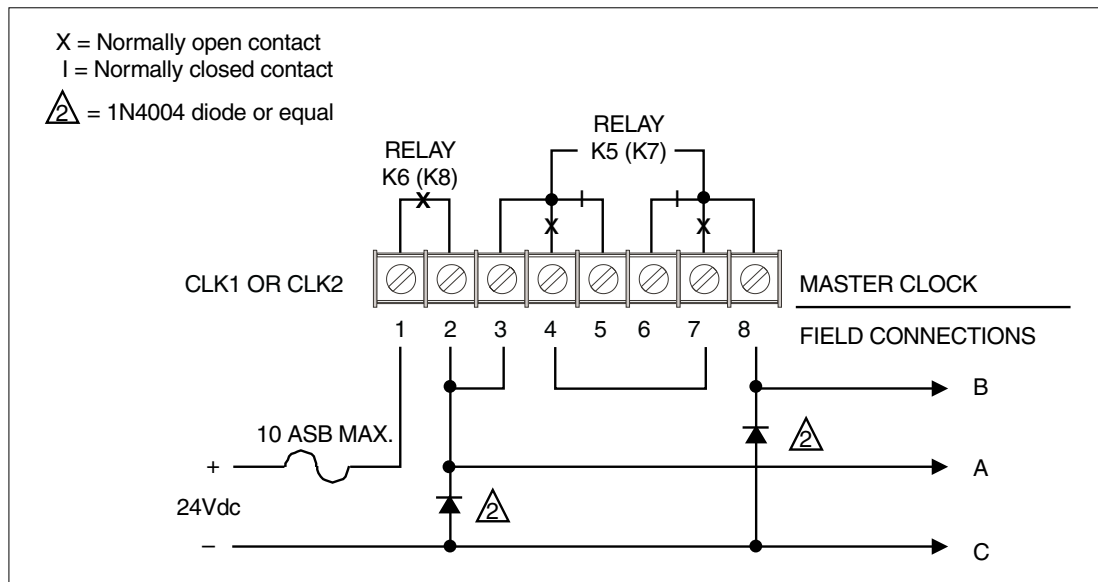 X = Normally open contact
I = Normally closed contact
2 = 1N4004 diode or equal
RELAY
K5 (K7)
RELAY
K6 (K8)
X
X
X
CLK1 OR CLK2
MASTER CLOCK
1 2 3 4 5 6 7 8
FIELD CONNECTIONS
B
2
10 ASB MAX.
+
A
24Vdc
2
–
C